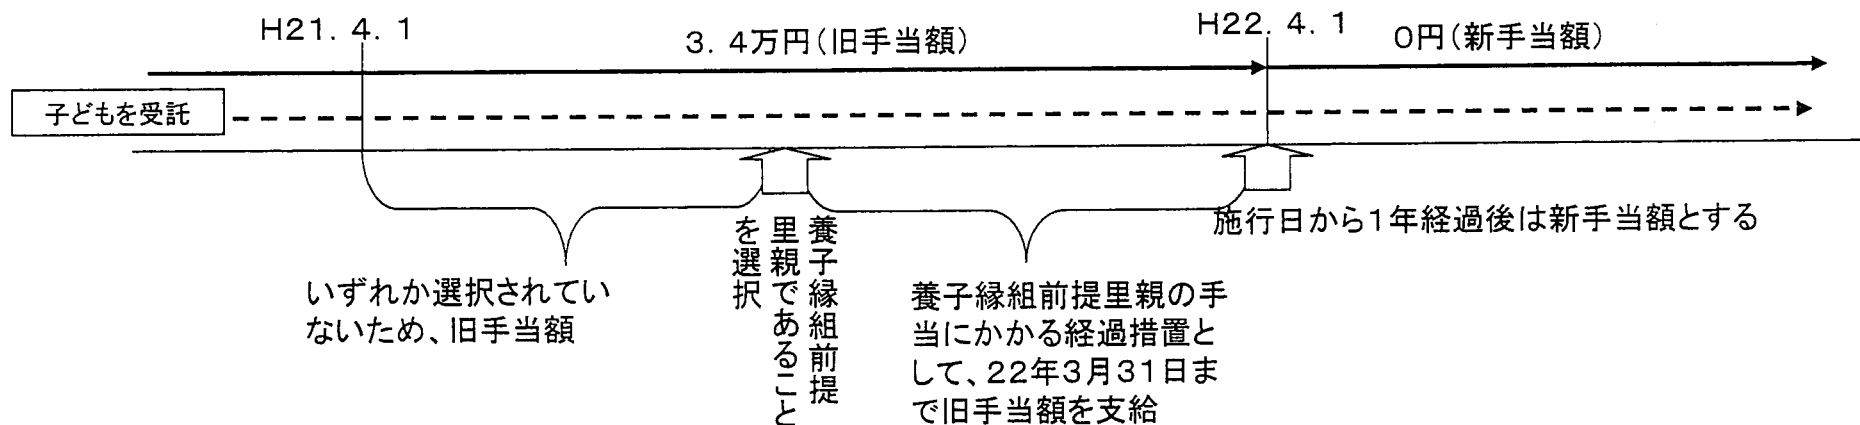 H21.4.1
3.4万円(旧手当額)
H22.4.1
0円(新手当額)
子どもを受託
いずれか選択されてい
ないため、旧手当額
養子縁組前提
里親であること
を選択
養子縁組前提里親の手
当にかかる経過措置と
して、22年3月31日ま
で旧手当額を支給
施行日から1年経過後は新手当額とする